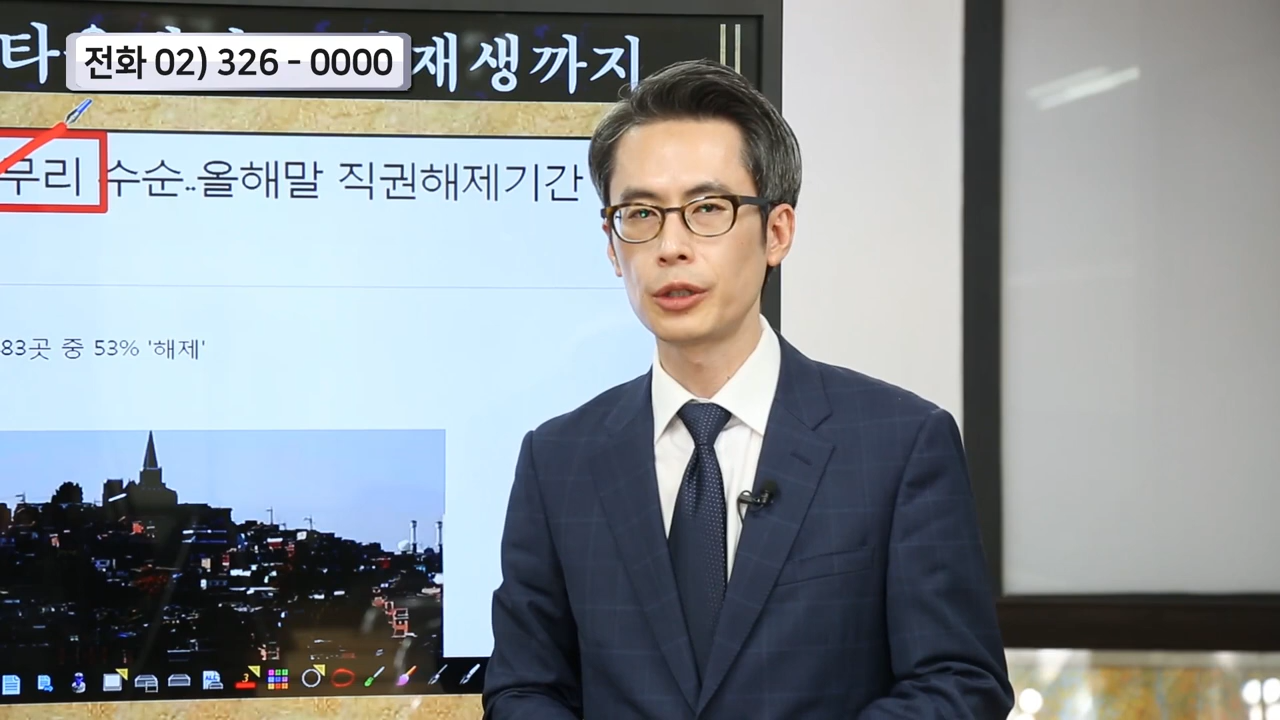 재생까지
전화 02) 326 - 0000
무리 수순..올해말 직권해제기간
83곳 중 53% '해제'